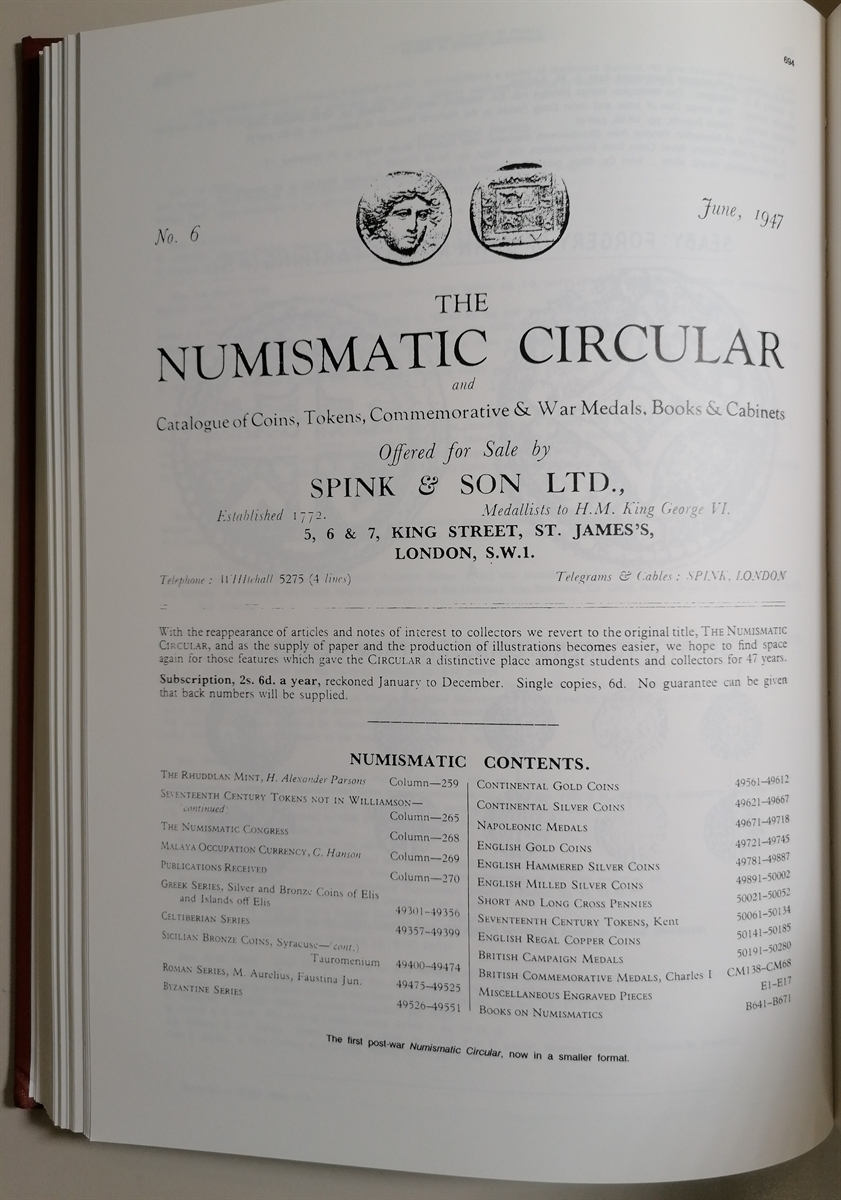 694
No. 6
June, 1947
THE
NUMISMATIC CIRCULAR
and
Catalogue of Coins, Tokens, Commemorative & War Medals, Books & Cabinets
Offered for Sale by
SPINK & SON LTD.,
Established 1772. Medallists to H.M. King George VI.
5, 6 & 7, KING STREET, ST. JAMES'S,
LONDON, S.W.1.
Telephone: WHItehall 5275 (4 lines) Telegrams & Cables: SPINK, LONDON
With the reappearance of articles and notes of interest to collectors we revert to the original title, THE NUMISMATIC
CIRCULAR, and as the supply of paper and the production of illustrations becomes easier, we hope to find space
again for those features which gave the CIRCULAR a distinctive place amongst students and collectors for 47 years.
Subscription, 2s. 6d. a year, reckoned January to December. Single copies, 6d. No guarantee can be given
that back numbers will be supplied.
NUMISMATIC CONTENTS.
THE RHUDDLAN MINT, H. Alexander Parsons Column—259
SEVENTEENTH CENTURY TOKENS NOT IN WILLIAMSON—
continued Column—265
THE NUMISMATIC CONGRESS Column—268
MALAYA OCCUPATION CURRENCY, C. Hanson Column—269
PUBLICATIONS RECEIVED Column—270
GREEK SERIES, Silver and Bronze Coins of Elis
and Islands off Elis 49301–49356
CELTIBERIAN SERIES 49357–49399
SICILIAN BRONZE COINS, Syracuse—(cont.)
Tauromenium 49400–49474
ROMAN SERIES, M. Aurelius, Faustina Jun. 49475–49525
BYZANTINE SERIES 49526–49551
CONTINENTAL GOLD COINS 49561–49612
CONTINENTAL SILVER COINS 49621–49667
NAPOLEONIC MEDALS 49671–49718
ENGLISH GOLD COINS 49721–49745
ENGLISH HAMMERED SILVER COINS 49781–49887
ENGLISH MILLED SILVER COINS 49891–50002
SHORT AND LONG CROSS PENNIES 50021–50052
SEVENTEENTH CENTURY TOKENS, Kent 50061–50134
ENGLISH REGAL COPPER COINS 50141–50185
BRITISH CAMPAIGN MEDALS 50191–50280
BRITISH COMMEMORATIVE MEDALS, Charles I CM138–CM68
MISCELLANEOUS ENGRAVED PIECES E1–E17
BOOKS ON NUMISMATICS B641–B671
The first post-war Numismatic Circular, now in a smaller format.